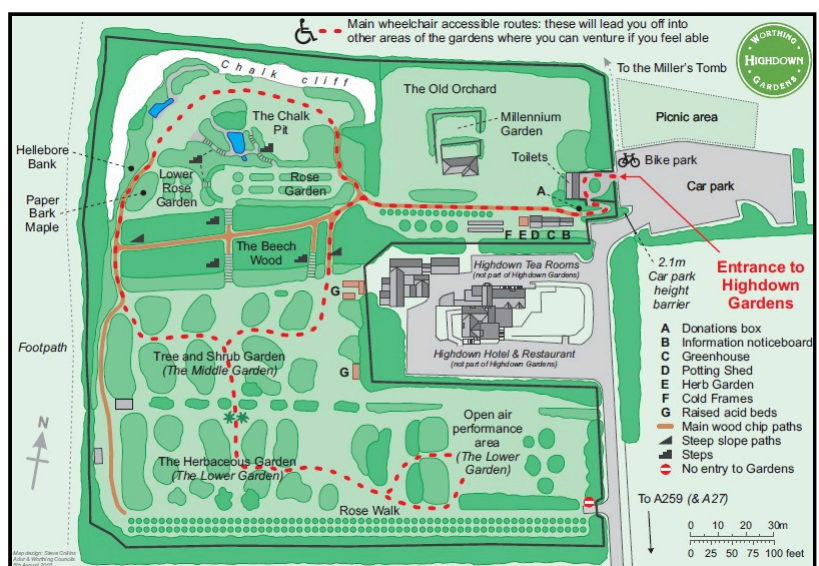 Main wheelchair accessible routes: these will lead you off into
other areas of the gardens where you can venture if you feel able
WORTHING
HIGHDOWN
GARDENS
To the Miller's Tomb
Chalk cliff
The Old Orchard
Picnic area
The Chalk
Pit
Millennium
Garden
Hellebore
Bank
Toilets
Bike park
Lower
Rose
Garden
Rose
Garden
Car park
Paper
Bark
Maple
A
F E D C B
The Beech
Wood
2.1m
Car park
height
barrier
Entrance to
Highdown
Gardens
Highdown Tea Rooms
(not part of Highdown Gardens)
G
Highdown Hotel & Restaurant
(not part of Highdown Gardens)
Footpath
Tree and Shrub Garden
(The Middle Garden)
G
A Donations box
B Information noticeboard
C Greenhouse
D Potting Shed
E Herb Garden
F Cold Frames
G Raised acid beds
Main wood chip paths
Steep slope paths
Steps
No entry to Gardens
N
Open air
performance
area
(The Lower
Garden)
The Herbaceous Garden
(The Lower Garden)
Rose Walk
To A259 (& A27)
0 10 20 30m
0 25 50 75 100 feet
Map design: Steve Collins
Adur & Worthing Councils